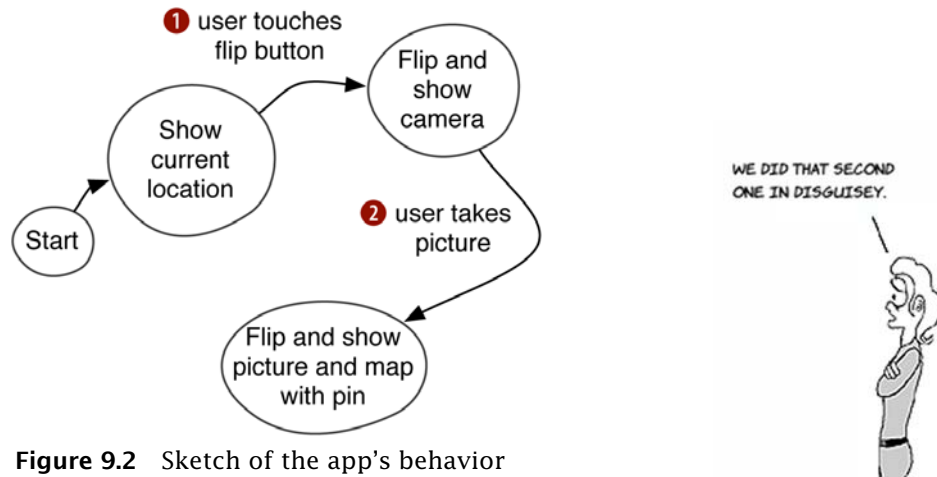 1 user touches
flip button
Flip and
show
camera
Show
current
location
Start
2 user takes
picture
Flip and show
picture and map
with pin
Figure 9.2 Sketch of the app's behavior
WE DID THAT SECOND
ONE IN DISGUISEY.